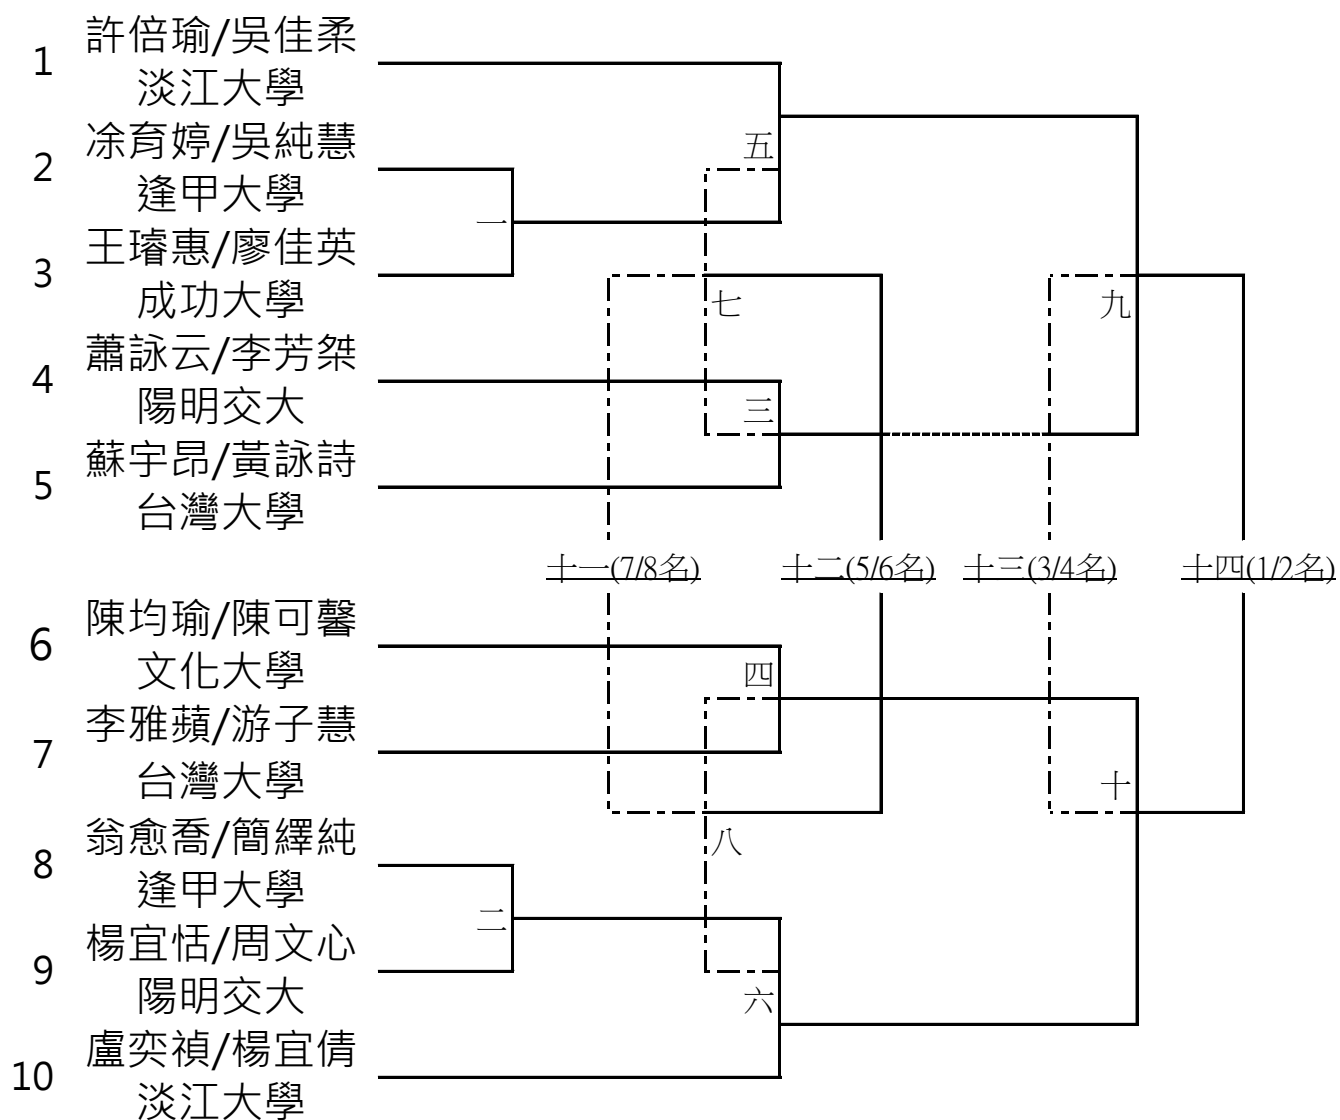 1 許倍瑜/吳佳柔
淡江大學
2 凃育婷/吳純慧
逢甲大學
一
3 王璿惠/廖佳英
成功大學
4 蕭詠云/李芳桀
陽明交大
5 蘇宇昂/黃詠詩
台灣大學
五
七
三
九
十一(7/8名) 十二(5/6名) 十三(3/4名) 十四(1/2名)
6 陳均瑜/陳可馨
文化大學
7 李雅蘋/游子慧
台灣大學
8 翁愈喬/簡繹純
逢甲大學
二
9 楊宜恬/周文心
陽明交大
10 盧奕禎/楊宜倩
淡江大學
四
十
八
六